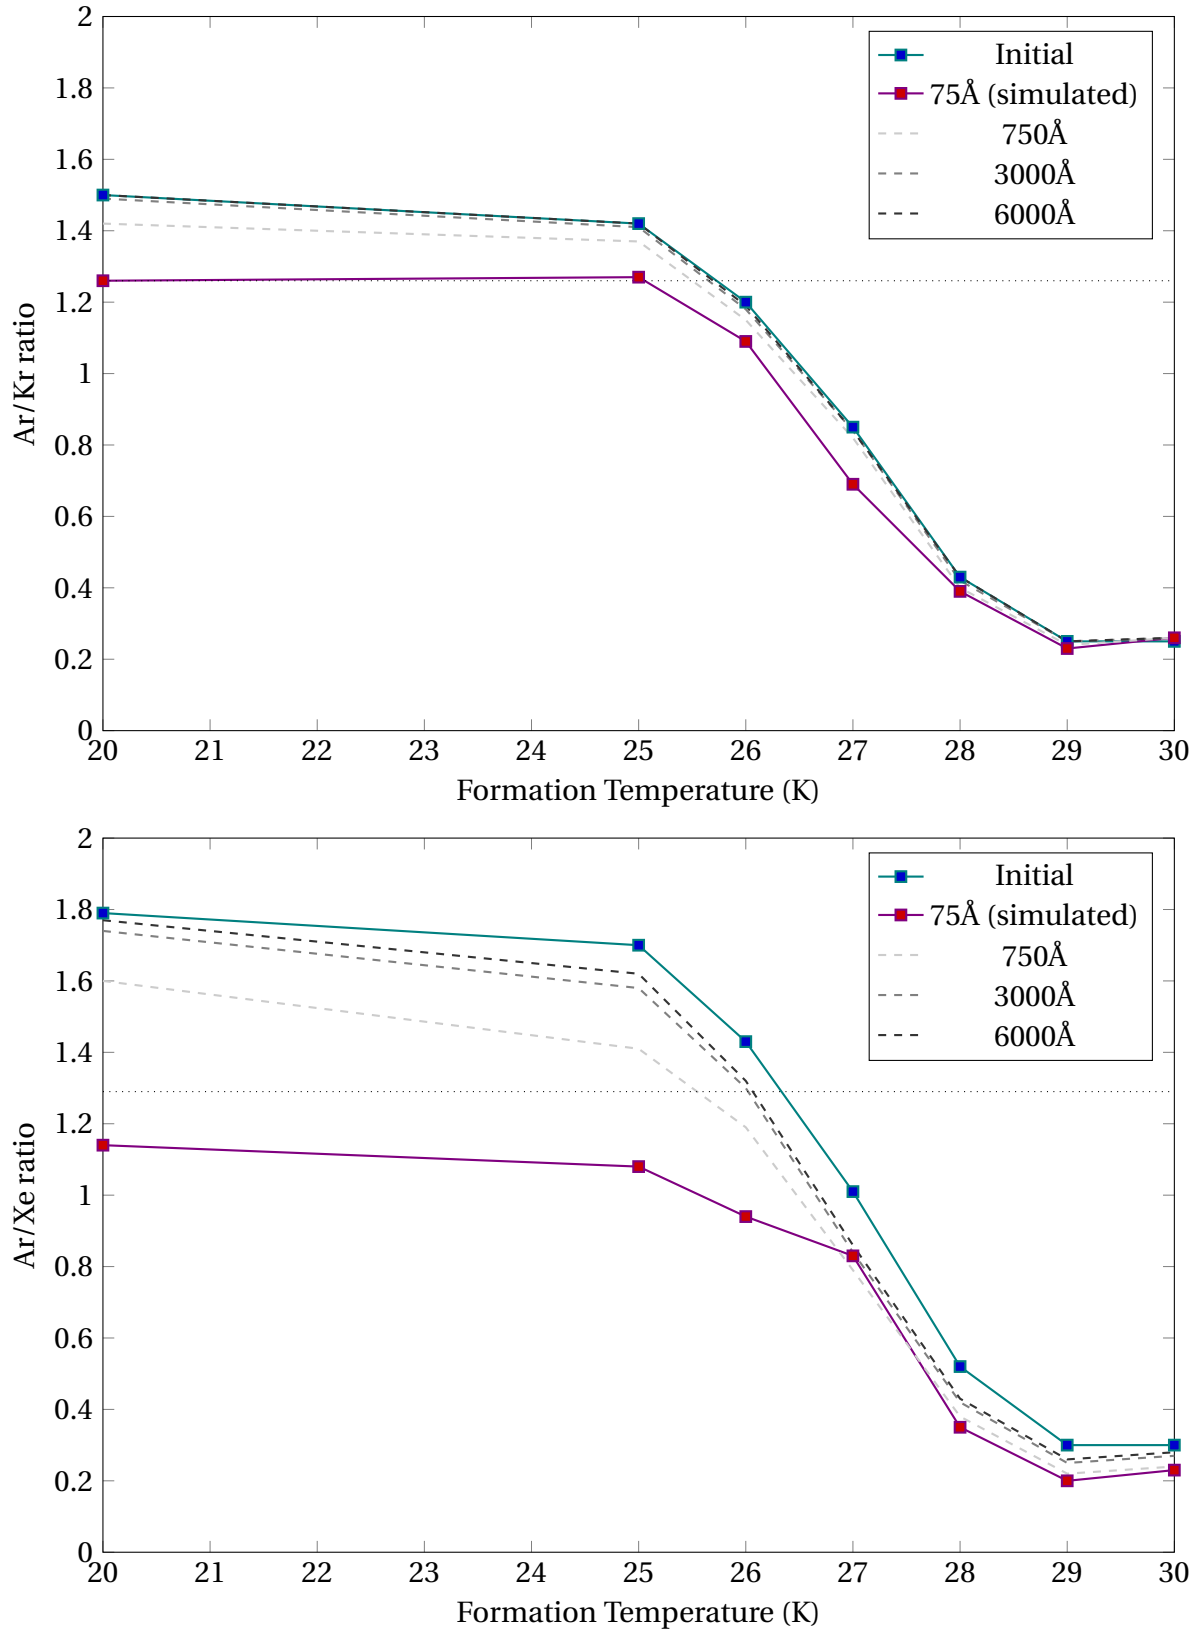 2
1.8
1.6
1.4
1.2
1
0.8
0.6
0.4
0.2
0
Ar/Kr ratio
Initial
75Å (simulated)
750Å
3000Å
6000Å
20 21 22 23 24 25 26 27 28 29 30
Formation Temperature (K)
2
1.8
1.6
1.4
1.2
1
0.8
0.6
0.4
0.2
0
Ar/Xe ratio
Initial
75Å (simulated)
750Å
3000Å
6000Å
20 21 22 23 24 25 26 27 28 29 30
Formation Temperature (K)